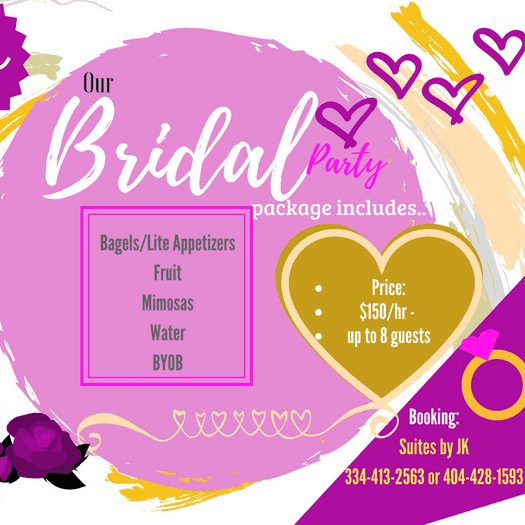 Our
Bridal
Party
package includes..
Bagels/Lite Appetizers
Fruit
Mimosas
Water
BYOB
Price:
$150/hr -
up to 8 guests
Booking:
Suites by JK
334-413-2563 or 404-428-1593